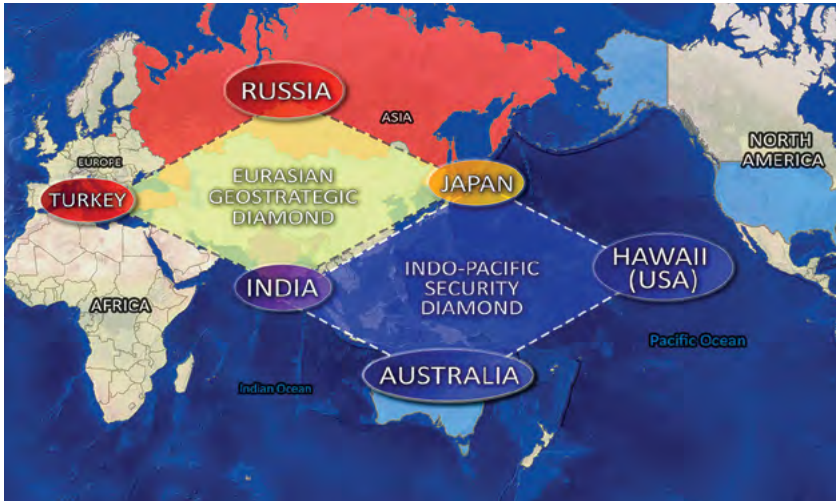 RUSSIA
ASIA
NORTH
AMERICA
EUROPE
EURASIAN
GEOSTRATEGIC
DIAMOND
JAPAN
TURKEY
HAWAII
(USA)
INDO-PACIFIC
SECURITY
DIAMOND
INDIA
AFRICA
Pacific Ocean
AUSTRALIA
Indian Ocean